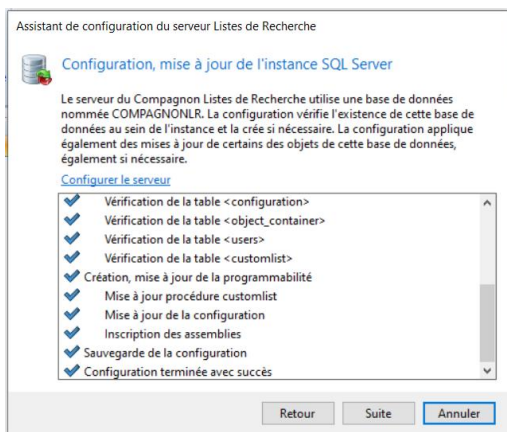 Assistant de configuration du serveur Listes de Recherche
Configuration, mise à jour de l'instance SQL Server
Le serveur du Compagnon Listes de Recherche utilise une base de données
nommée COMPAGNONLR. La configuration vérifie l'existence de cette base de
données au sein de l'instance et la crée si nécessaire. La configuration applique
également des mises à jour de certains des objets de cette base de données,
également si nécessaire.
Configurer le serveur
Vérification de la table <configuration>
Vérification de la table <object_container>
Vérification de la table <users>
Vérification de la table <customlist>
Création, mise à jour de la programmabilité
Mise à jour procédure customlist
Mise à jour de la configuration
Inscription des assemblies
Sauvegarde de la configuration
Configuration terminée avec succès
Retour Suite Annuler